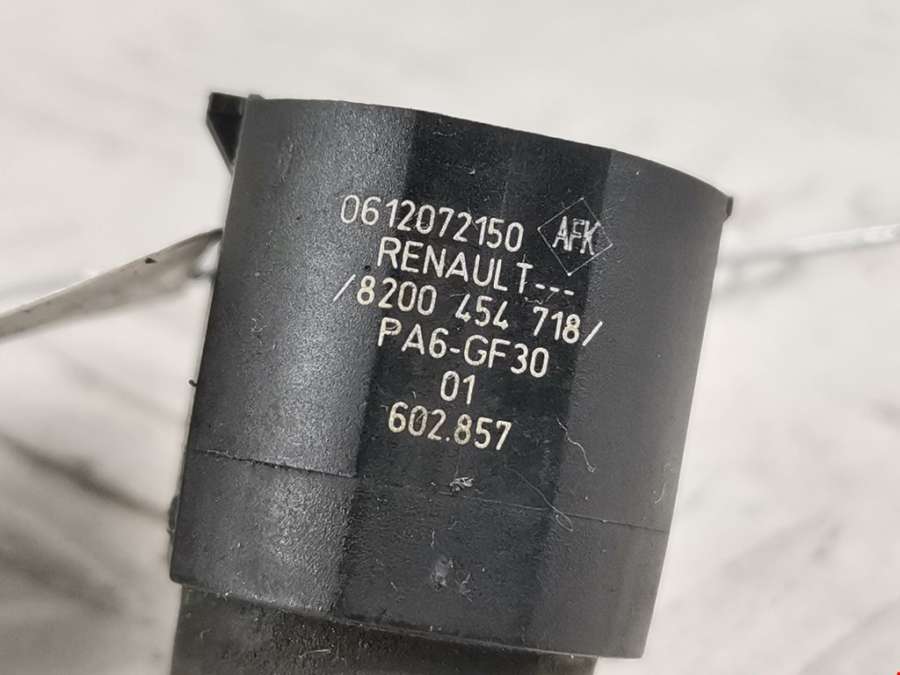 0612072150 AFK
RENAULT---
/8200 454 718/
PA6-GF30
01
602.857